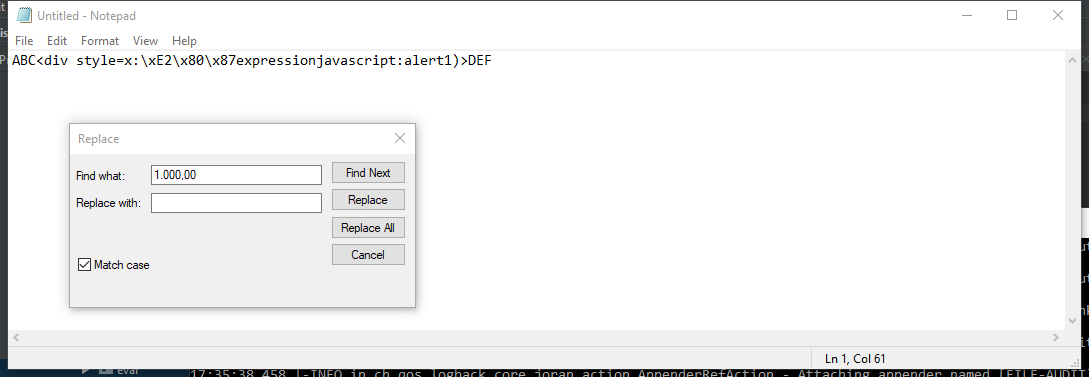 Untitled - Notepad
File Edit Format View Help
ABC<div style=x:\xE2\x80\x87expressionjavascript:alert1)>DEF
Replace
Find what: 1.000,00 Find Next
Replace with: Replace
Replace All
Cancel
Match case
Ln 1, Col 61
eval
17:35:38,458 |-INFO in ch.qos.logback.core.joran.action.AppenderRefAction - Attaching appender named [FILE-AUDIT